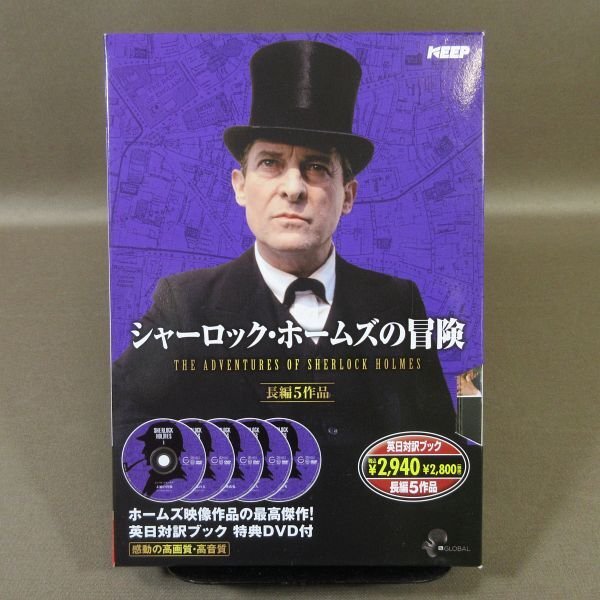 KEEP
シャーロック・ホームズの冒険
THE ADVENTURES OF SHERLOCK HOLMES
長編5作品
SHERLOCK HOLMES
英日対訳ブック
税込 ¥2,940 ¥2,800
長編5作品
ホームズ映像作品の最高傑作!
英日対訳ブック 特典DVD付
感動の高画質・高音質
GLOBAL